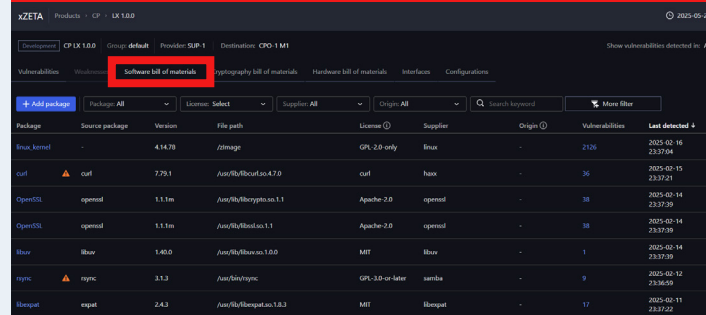 xZETA Products > CP > LX 1.0.0 2025-05-2
Development CP LX 1.0.0 Group: default Provider: SUP-1 Destination: CPO-1 M1 Show vulnerabilities detected in: A
Vulnerabilities Weaknesses Software bill of materials Cryptography bill of materials Hardware bill of materials Interfaces Configurations
+ Add package Package: All License: Select Supplier: All Origin: All Search keyword More filter
Package Source package Version File path License Supplier Origin Vulnerabilities Last detected ↓
linux_kernel - 4.14.78 /zImage GPL-2.0-only linux - 2126 2025-02-16 23:37:04
curl curl 7.79.1 /usr/lib/libcurl.so.4.7.0 curl haxx - 36 2025-02-15 23:37:21
OpenSSL openssl 1.1.1m /usr/lib/libcrypto.so.1.1 Apache-2.0 openssl - 38 2025-02-14 23:37:39
OpenSSL openssl 1.1.1m /usr/lib/libssl.so.1.1 Apache-2.0 openssl - 38 2025-02-14 23:37:39
libuv libuv 1.40.0 /usr/lib/libuv.so.1.0.0 MIT libuv - 1 2025-02-14 23:37:39
rsync rsync 3.1.3 /usr/bin/rsync GPL-3.0-or-later samba - 9 2025-02-12 23:36:59
libexpat expat 2.4.3 /usr/lib/libexpat.so.1.8.3 MIT libexpat - 17 2025-02-11 23:37:22